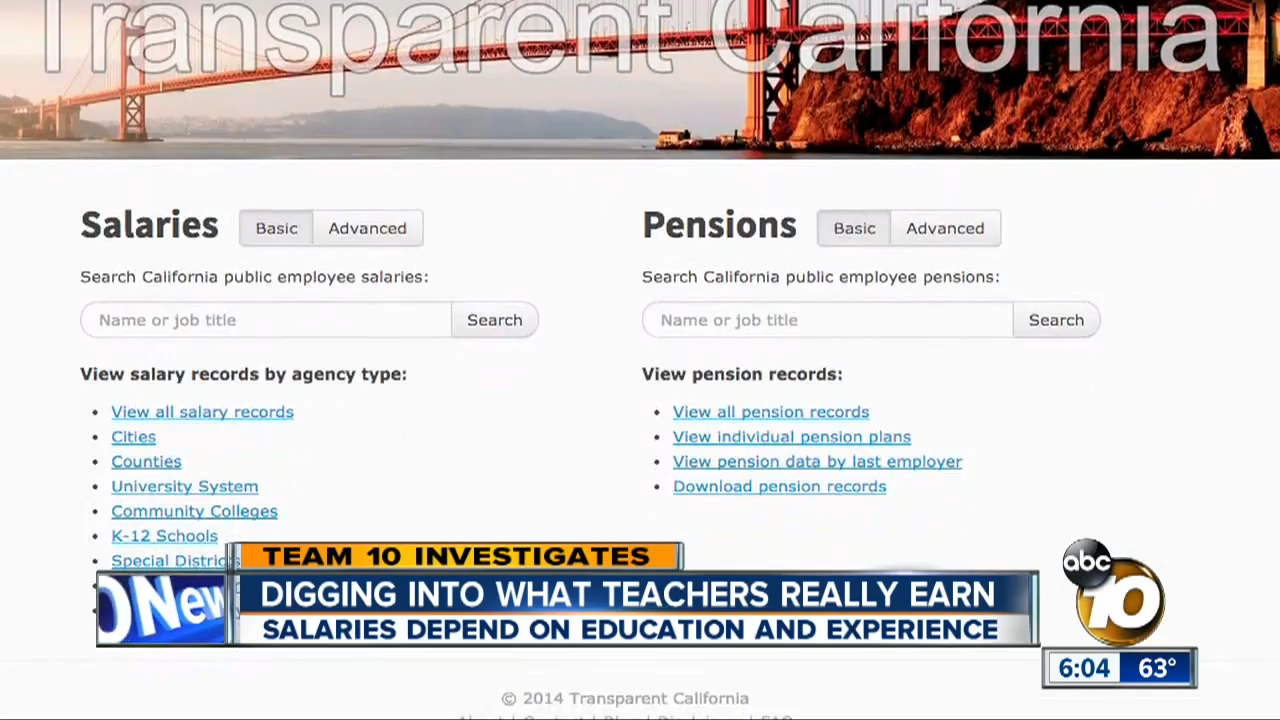 Transparent California
Salaries Basic Advanced
Search California public employee salaries:
Name or job title Search
View salary records by agency type:
View all salary records
Cities
Counties
University System
Community Colleges
K-12 Schools
Special Districts
Pensions Basic Advanced
Search California public employee pensions:
Name or job title Search
View pension records:
View all pension records
View individual pension plans
View pension data by last employer
Download pension records
TEAM 10 INVESTIGATES
DIGGING INTO WHAT TEACHERS REALLY EARN
SALARIES DEPEND ON EDUCATION AND EXPERIENCE
0New
abc
10
6:04 63°
© 2014 Transparent California